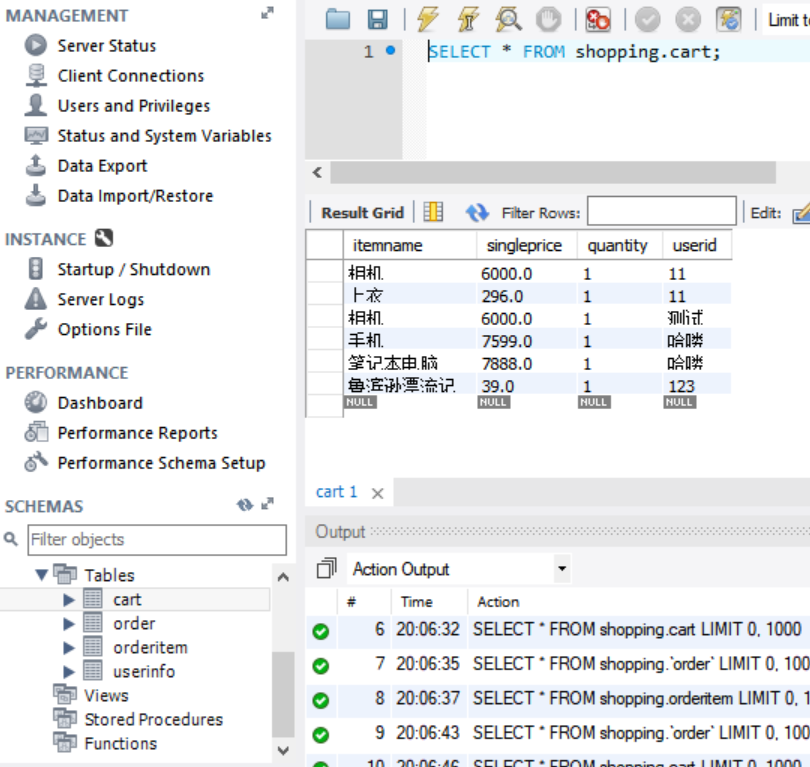 MANAGEMENT
Server Status
Client Connections
Users and Privileges
Status and System Variables
Data Export
Data Import/Restore
INSTANCE
Startup / Shutdown
Server Logs
Options File
PERFORMANCE
Dashboard
Performance Reports
Performance Schema Setup
SCHEMAS
Filter objects
Tables
cart
order
orderitem
userinfo
Views
Stored Procedures
Functions
Limit to
1 SELECT * FROM shopping.cart;
Result Grid Filter Rows: Edit:
itemname singleprice quantity userid
相机 6000.0 1 11
上衣 296.0 1 11
相机 6000.0 1 测试
手机 7599.0 1 哈喽
笔记本电脑 7888.0 1 哈喽
鲁滨逊漂流记 39.0 1 123
NULL NULL NULL NULL
cart 1
Output
Action Output
# Time Action
6 20:06:32 SELECT * FROM shopping.cart LIMIT 0, 1000
7 20:06:35 SELECT * FROM shopping.`order` LIMIT 0, 100
8 20:06:37 SELECT * FROM shopping.orderitem LIMIT 0, 1
9 20:06:43 SELECT * FROM shopping.`order` LIMIT 0, 100
10 20:06:46 SELECT * FROM shopping.cart LIMIT 0, 1000